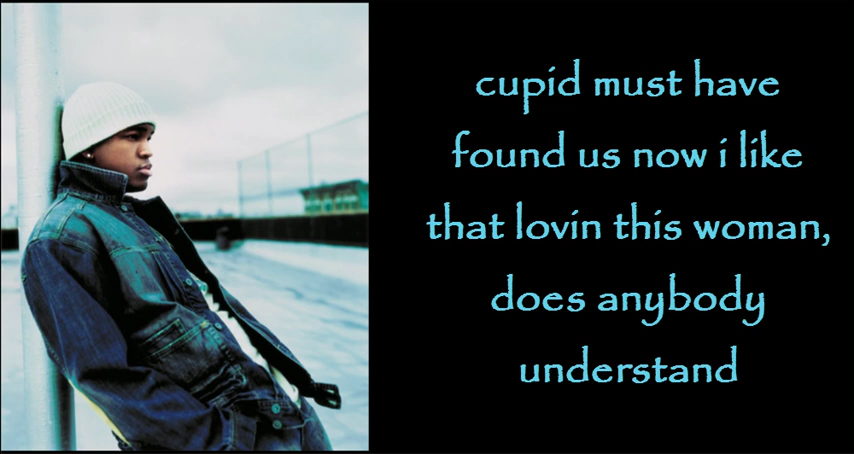 cupid must have
found us now i like
that lovin this woman,
does anybody
understand